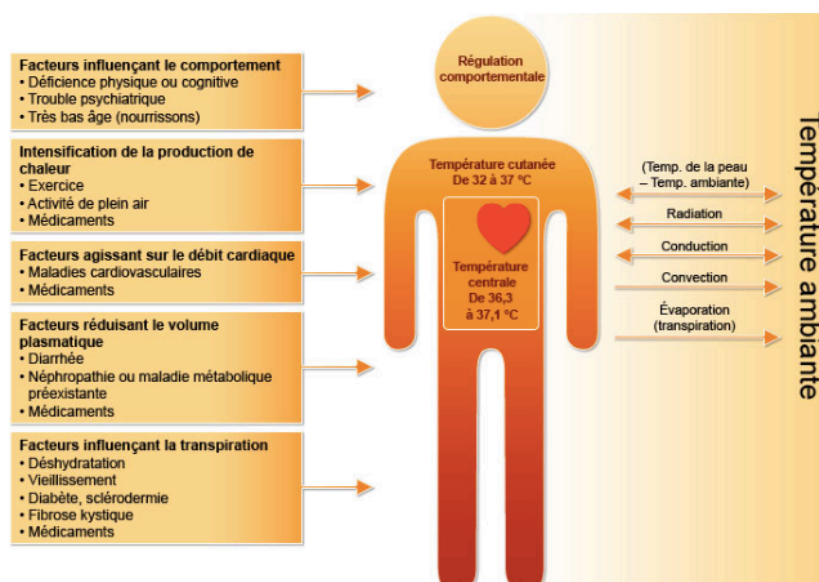 Facteurs influençant le comportement
• Déficience physique ou cognitive
• Trouble psychiatrique
• Très bas âge (nourrissons)
Intensification de la production de
chaleur
• Exercice
• Activité de plein air
• Médicaments
Facteurs agissant sur le débit cardiaque
• Maladies cardiovasculaires
• Médicaments
Facteurs réduisant le volume
plasmatique
• Diarrhée
• Néphropathie ou maladie métabolique
préexistante
• Médicaments
Facteurs influençant la transpiration
• Déshydratation
• Vieillissement
• Diabète, sclérodermie
• Fibrose kystique
• Médicaments
Régulation
comportementale
Température cutanée
De 32 à 37 °C
Température
centrale
De 36,3
à 37,1 °C
(Temp. de la peau
– Temp. ambiante)
Radiation
Conduction
Convection
Évaporation
(transpiration)
Température ambiante